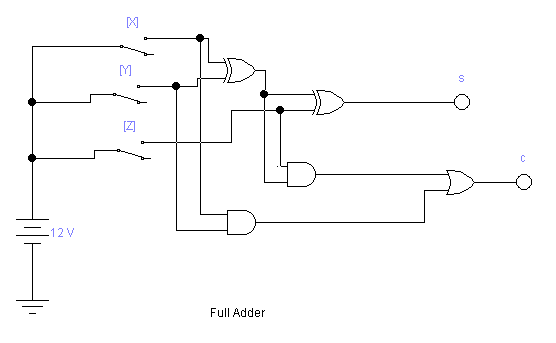 [X]
[Y]
s
[Z]
c
12 V
Full Adder